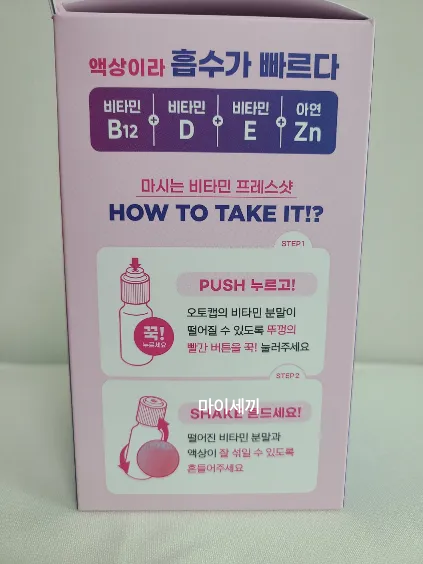 액상이라 흡수가 빠르다
비타민 B12 + 비타민 D + 비타민 E + 아연 Zn
마시는 비타민 프레스샷
HOW TO TAKE IT!?
STEP 1
PUSH 누르고!
오토캡의 비타민 분말이
떨어질 수 있도록 뚜껑의
빨간 버튼을 꾹! 눌러주세요
꾹!
누르세요
STEP 2
SHAKE 흔드세요!
마이세끼
떨어진 비타민 분말과
액상이 잘 섞일 수 있도록
흔들어주세요